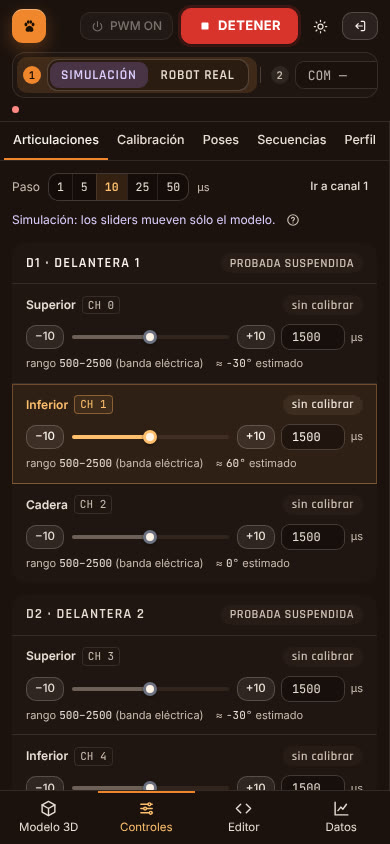 PWM ON
DETENER
1 SIMULACIÓN ROBOT REAL 2 COM —
Articulaciones Calibración Poses Secuencias Perfil
Paso 1 5 10 25 50 µs Ir a canal 1
Simulación: los sliders mueven sólo el modelo. ?
D1 · DELANTERA 1 PROBADA SUSPENDIDA
Superior CH 0 sin calibrar
−10 +10 1500 µs
rango 500–2500 (banda eléctrica) ≈ -30° estimado
Inferior CH 1 sin calibrar
−10 +10 1500 µs
rango 500–2500 (banda eléctrica) ≈ 60° estimado
Cadera CH 2 sin calibrar
−10 +10 1500 µs
rango 500–2500 (banda eléctrica) ≈ 0° estimado
D2 · DELANTERA 2 PROBADA SUSPENDIDA
Superior CH 3 sin calibrar
−10 +10 1500 µs
rango 500–2500 (banda eléctrica) ≈ -30° estimado
Inferior CH 4 sin calibrar
−10 +10 1500 µs
Modelo 3D Controles Editor Datos